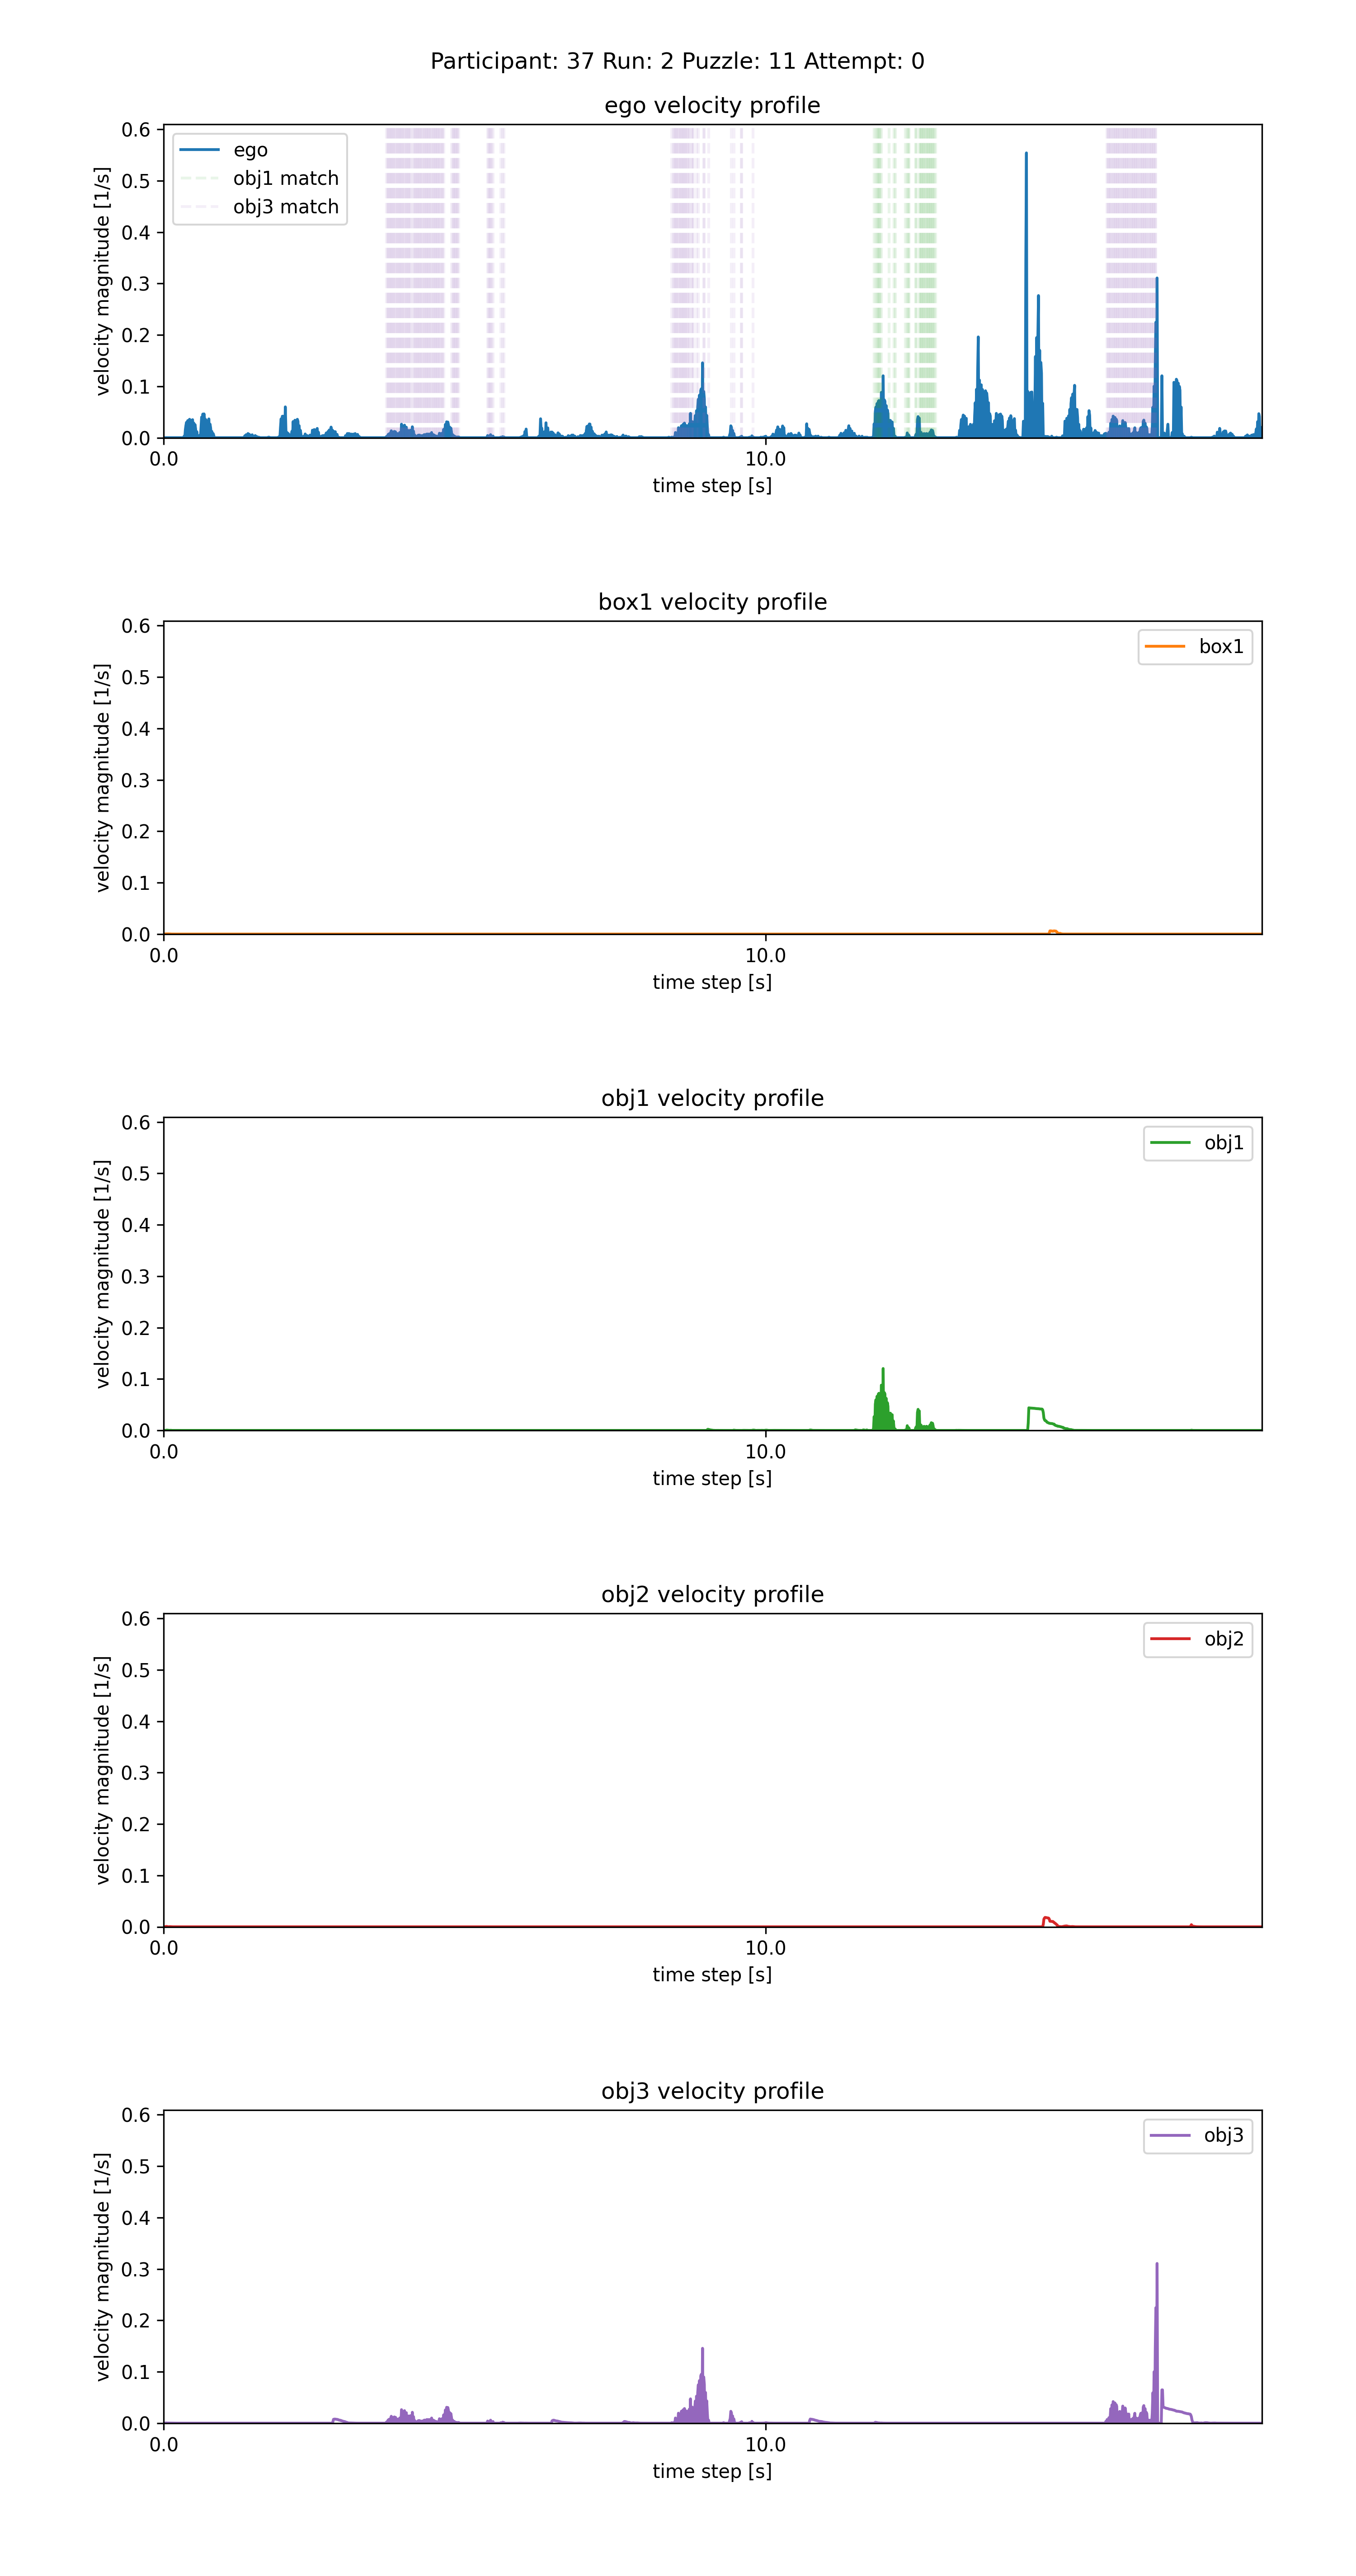 Participant: 37 Run: 2 Puzzle: 11 Attempt: 0
ego velocity profile
velocity magnitude [1/s]
0.6
0.5
0.4
0.3
0.2
0.1
0.0
ego
obj1 match
obj3 match
0.0
10.0
time step [s]
box1 velocity profile
velocity magnitude [1/s]
0.6
0.5
0.4
0.3
0.2
0.1
0.0
box1
0.0
10.0
time step [s]
obj1 velocity profile
velocity magnitude [1/s]
0.6
0.5
0.4
0.3
0.2
0.1
0.0
obj1
0.0
10.0
time step [s]
obj2 velocity profile
velocity magnitude [1/s]
0.6
0.5
0.4
0.3
0.2
0.1
0.0
obj2
0.0
10.0
time step [s]
obj3 velocity profile
velocity magnitude [1/s]
0.6
0.5
0.4
0.3
0.2
0.1
0.0
obj3
0.0
10.0
time step [s]